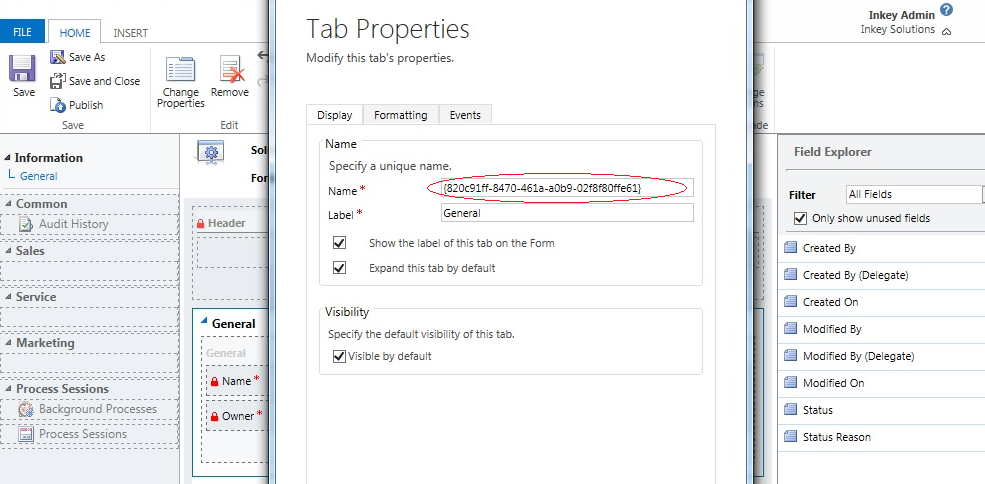 FILE
HOME
INSERT
Save
Save As
Save and Close
Publish
Save
Change
Properties
Remove
Edit
Inkey Admin
Inkey Solutions
Information
General
Common
Audit History
Sales
Service
Marketing
Process Sessions
Background Processes
Process Sessions
Header
General
General
Name *
Owner *
Tab Properties
Modify this tab's properties.
Display
Formatting
Events
Name
Specify a unique name.
Name * {820c91ff-8470-461a-a0b9-02f8f80ffe61}
Label * General
Show the label of this tab on the Form
Expand this tab by default
Visibility
Specify the default visibility of this tab.
Visible by default
Field Explorer
Filter All Fields
Only show unused fields
Created By
Created By (Delegate)
Created On
Modified By
Modified By (Delegate)
Modified On
Status
Status Reason